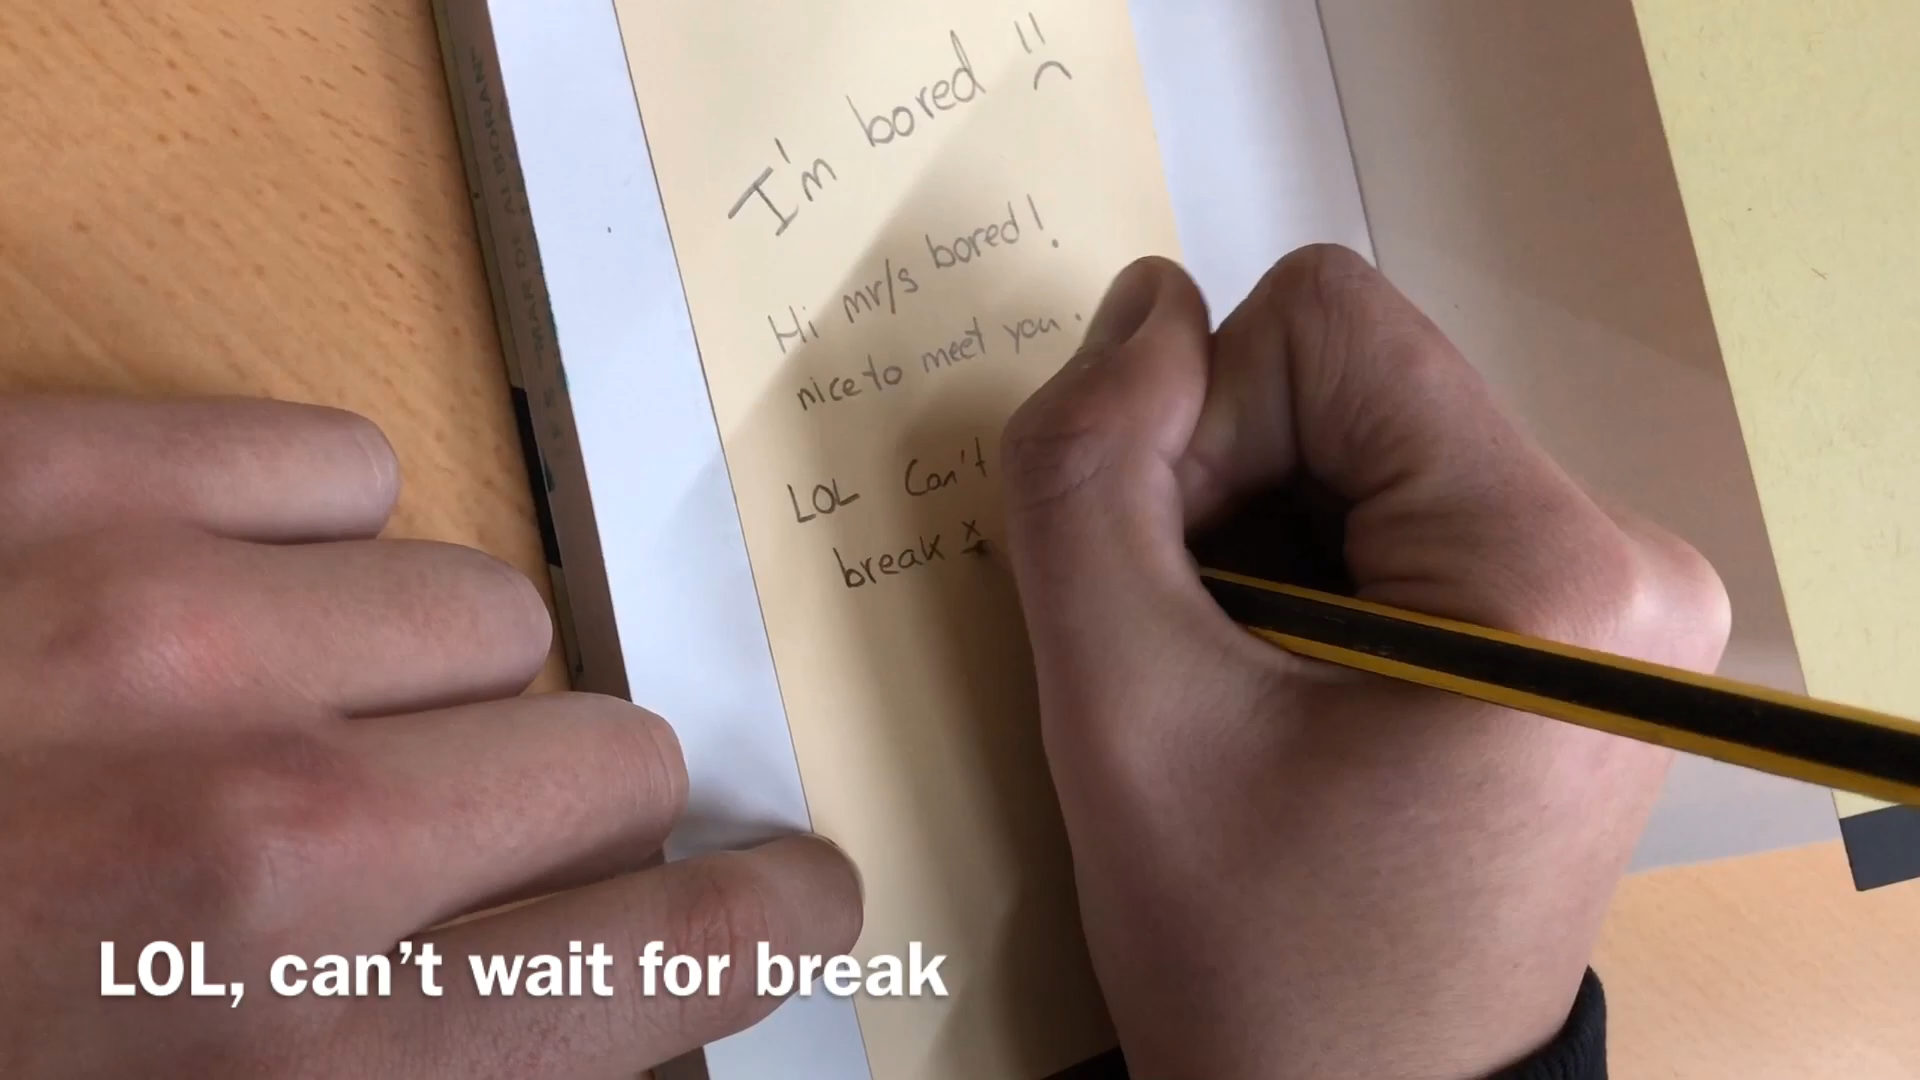 I'm bored
Hi mr/s bored!
nice to meet you.
LOL Can't
break x
LOL, can't wait for break